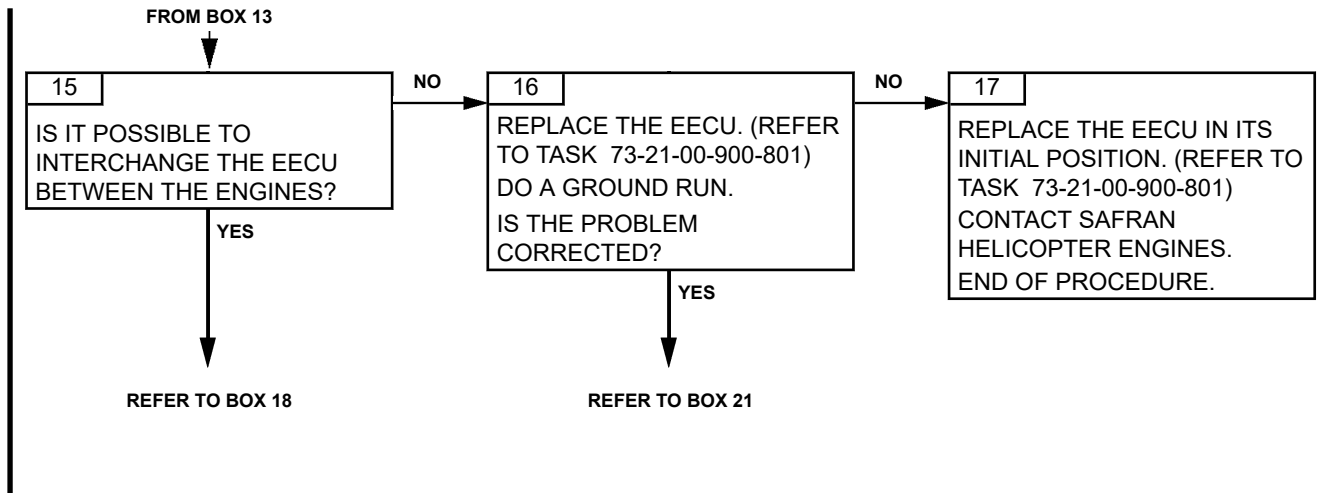 FROM BOX 13
15
IS IT POSSIBLE TO
INTERCHANGE THE EECU
BETWEEN THE ENGINES?
NO
YES
REFER TO BOX 18
16
REPLACE THE EECU. (REFER
TO TASK 73-21-00-900-801)
DO A GROUND RUN.
IS THE PROBLEM
CORRECTED?
NO
YES
REFER TO BOX 21
17
REPLACE THE EECU IN ITS
INITIAL POSITION. (REFER TO
TASK 73-21-00-900-801)
CONTACT SAFRAN
HELICOPTER ENGINES.
END OF PROCEDURE.